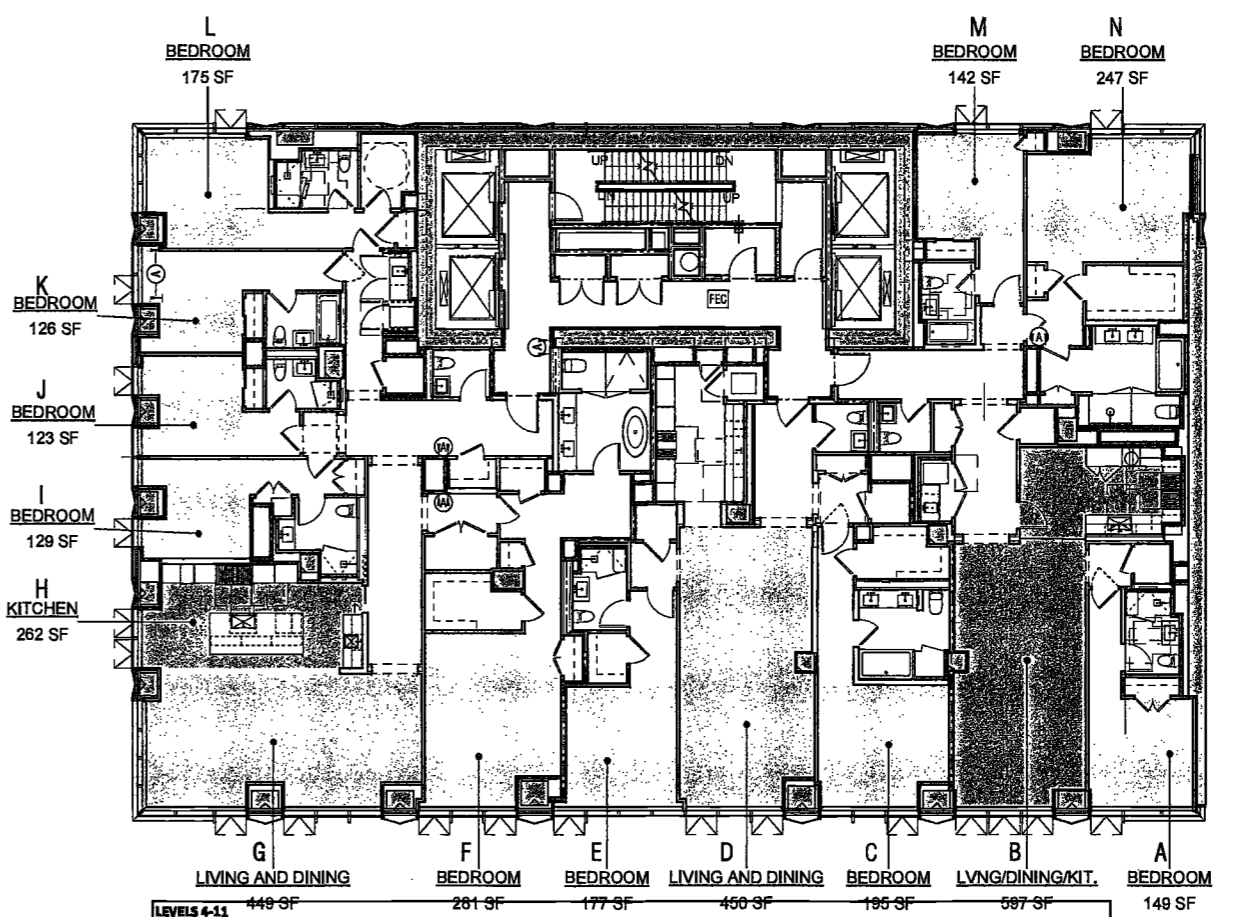 L
BEDROOM
175 SF
M
BEDROOM
142 SF
N
BEDROOM
247 SF
UP
DN
DN
UP
K
BEDROOM
126 SF
A
FEC
A
A
J
BEDROOM
123 SF
A
I
BEDROOM
129 SF
A
H
KITCHEN
262 SF
G
LIVING AND DINING
449 SF
F
BEDROOM
281 SF
E
BEDROOM
177 SF
D
LIVING AND DINING
450 SF
C
BEDROOM
195 SF
B
LVNG/DINING/KIT.
597 SF
A
BEDROOM
149 SF
LEVELS 4-11